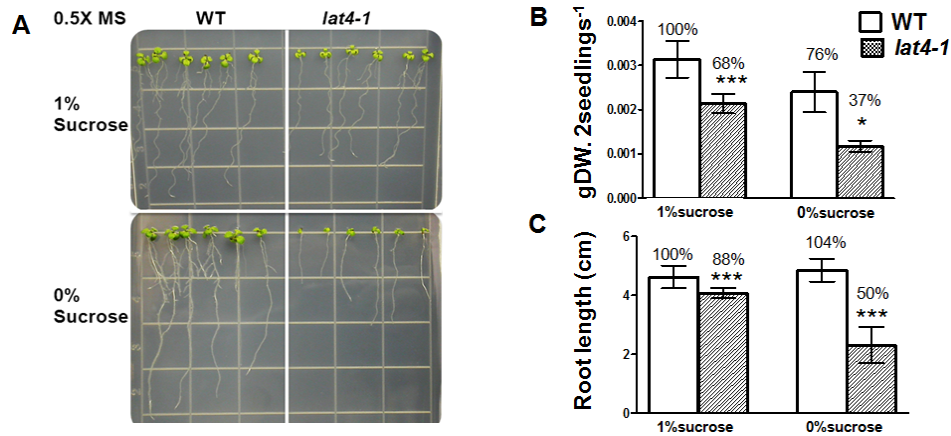 A
0.5X MS
WT
lat4-1
1%
Sucrose
0%
Sucrose
B
gDW. 2seedlings⁻¹
0.004
0.003
0.002
0.001
0.000
100%
68%
***
76%
37%
*
WT
lat4-1
1%sucrose
0%sucrose
C
Root length (cm)
6
4
2
0
100%
88%
***
104%
50%
***
1%sucrose
0%sucrose